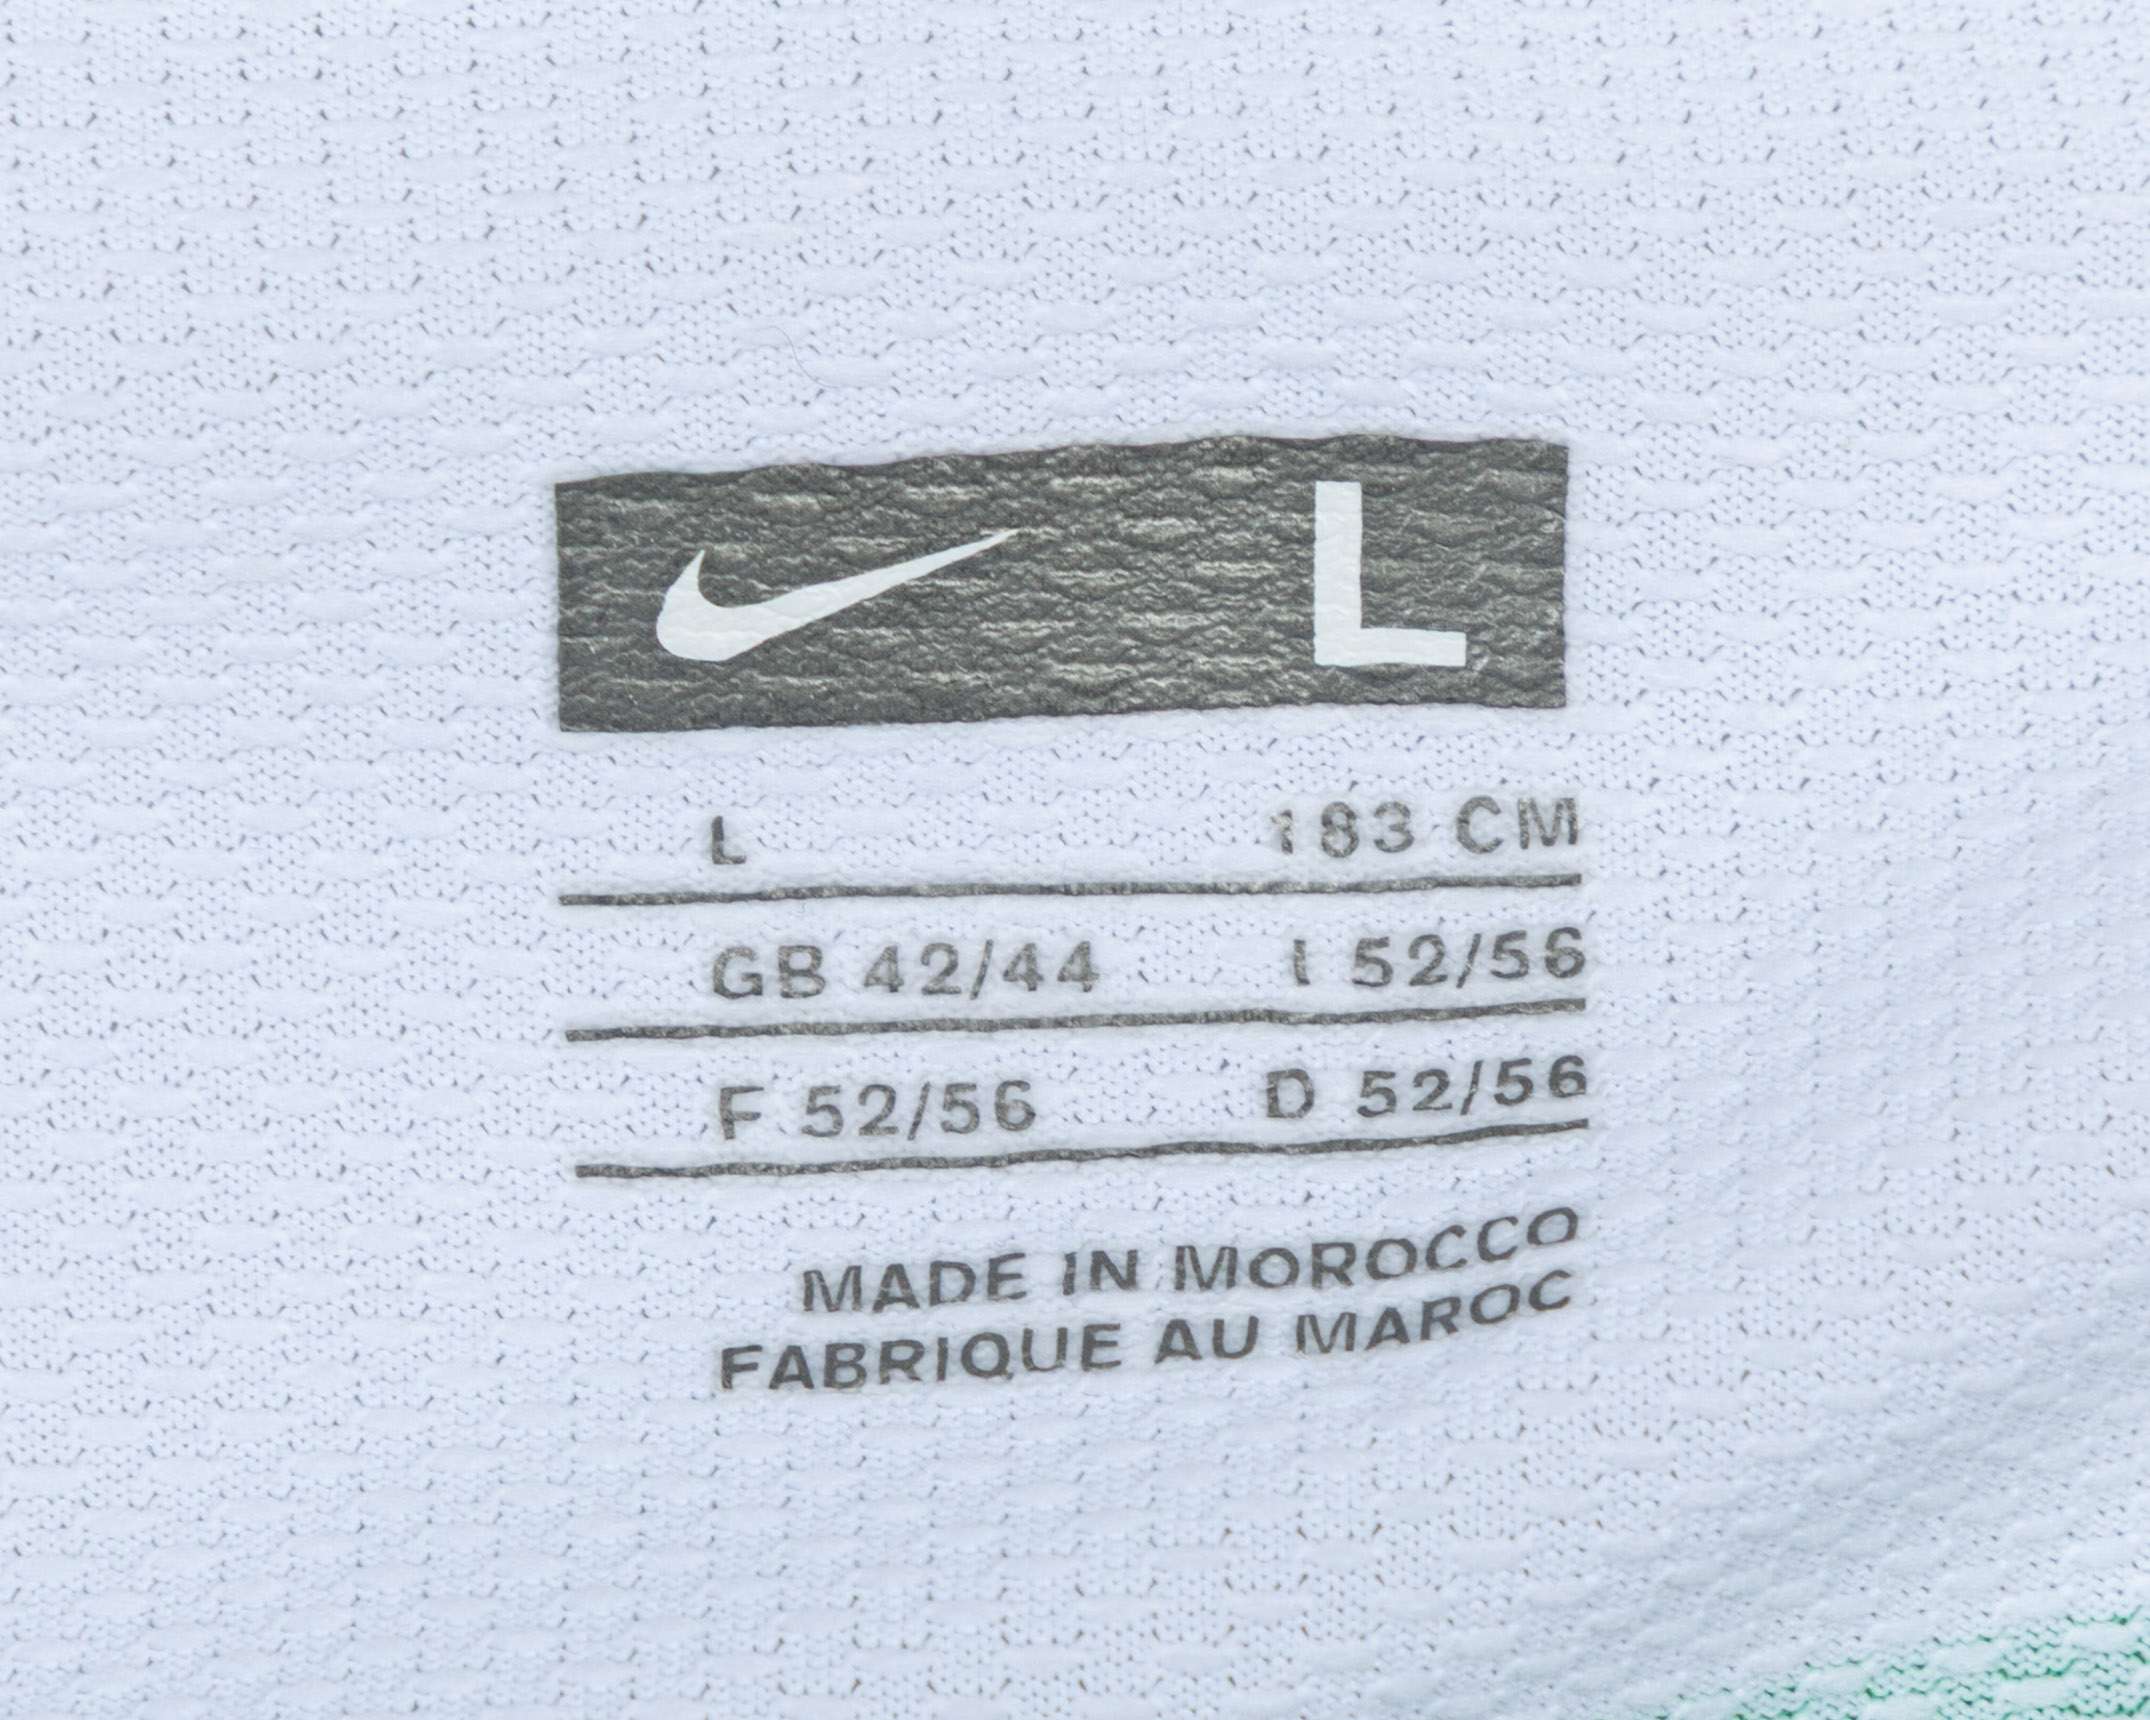 L
L 183 CM
GB 42/44 I 52/56
F 52/56 D 52/56
MADE IN MOROCCO
FABRIQUE AU MAROC